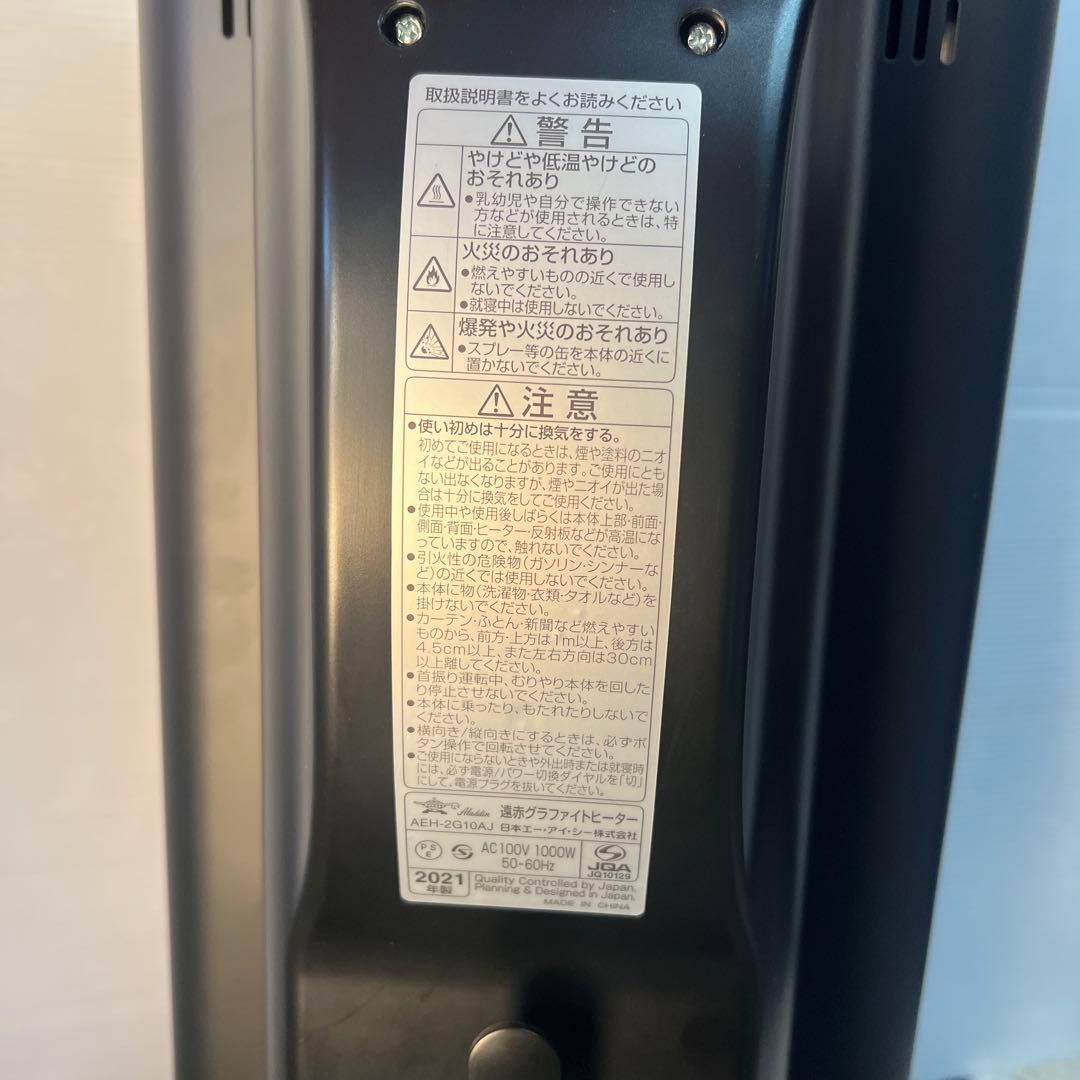 取扱説明書をよくお読みください
警告
やけどや低温やけどの
おそれあり
●乳幼児や自分で操作できない
方などが使用されるときは、特
に注意してください。
火災のおそれあり
●燃えやすいものの近くで使用し
ないでください。
●就寝中は使用しないでください。
爆発や火災のおそれあり
●スプレー等の缶を本体の近くに
置かないでください。
注意
●使い初めは十分に換気をする。
初めてご使用になるときは、煙や塗料のニオ
イなどが出ることがあります。ご使用にとも
ない出なくなりますが、煙やニオイが出た場
合は十分に換気をしてご使用ください。
●使用中や使用後しばらくは本体上部・前面・
側面・背面・ヒーター・反射板などが高温にな
っていますので、触れないでください。
●引火性の危険物(ガソリン・シンナーな
ど)の近くでは使用しないでください。
●本体に物(洗濯物・衣類・タオルなど)を
掛けないでください。
●カーテン・ふとん・新聞など燃えやすい
ものから、前方・上方は1m以上、後方は
4.5cm以上、また左右方向は30cm
以上離してください。
●首振り運転中、むりやり本体を回した
り停止させないでください。
●本体に乗ったり、もたれたりしないで
ください。
●横向き/縦向きにするときは、必ずボ
タン操作で回転させてください。
●ご使用にならないときや外出時または就寝時
には、必ず電源/パワー切換ダイヤルを「切」
にして、電源プラグを抜いてください。
Aladdin 遠赤グラファイトヒーター
AEH-2G10AJ 日本エー・アイ・シー株式会社
PSE AC100V 1000W
50-60Hz
JQA
JQ10129
2021
年製
Quality Controlled by Japan.
Planning & Designed in Japan.
MADE IN CHINA